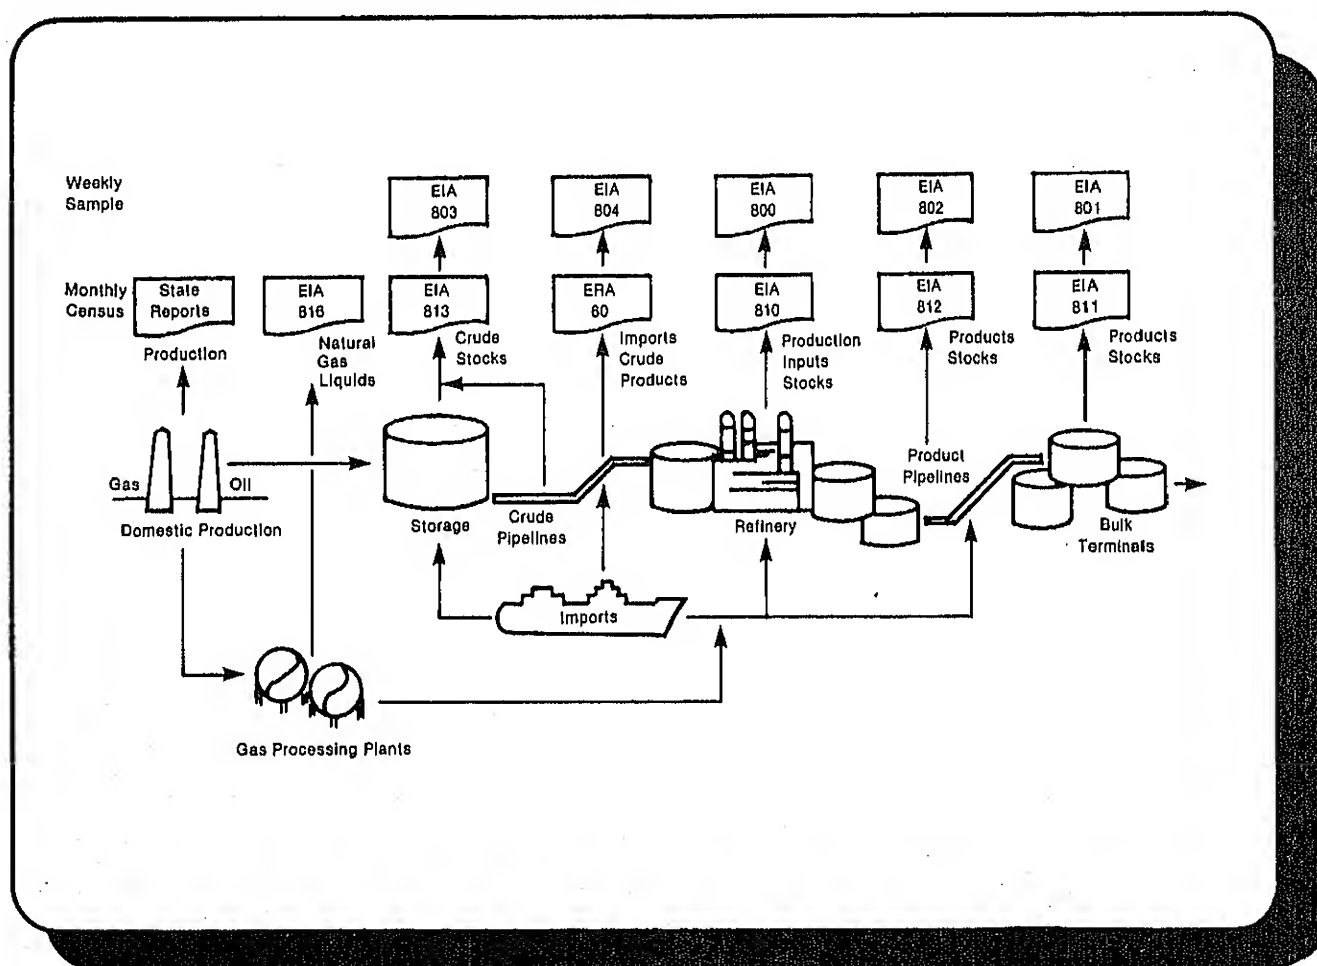 Weekly
Sample
EIA
803
EIA
804
EIA
800
EIA
802
EIA
801
Monthly
Census
State
Reports
EIA
816
EIA
813
ERA
60
EIA
810
EIA
812
EIA
811
Production
Natural
Gas
Liquids
Crude
Stocks
Imports
Crude
Products
Production
Inputs
Stocks
Products
Stocks
Products
Stocks
Gas
Oil
Domestic Production
Storage
Crude
Pipelines
Refinery
Product
Pipelines
Bulk
Terminals
Imports
Gas Processing Plants